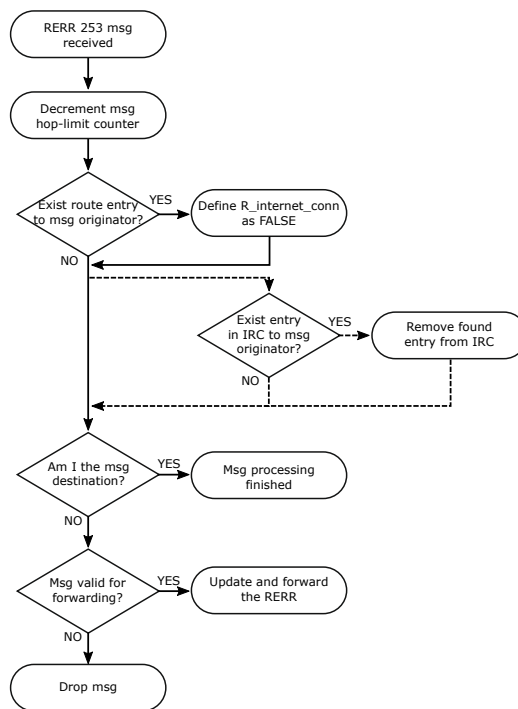 RERR 253 msg
received
Decrement msg
hop-limit counter
Exist route entry
to msg originator?
YES
Define R_internet_conn
as FALSE
NO
Exist entry
in IRC to msg
originator?
YES
Remove found
entry from IRC
NO
Am I the msg
destination?
YES
Msg processing
finished
NO
Msg valid for
forwarding?
YES
Update and forward
the RERR
NO
Drop msg